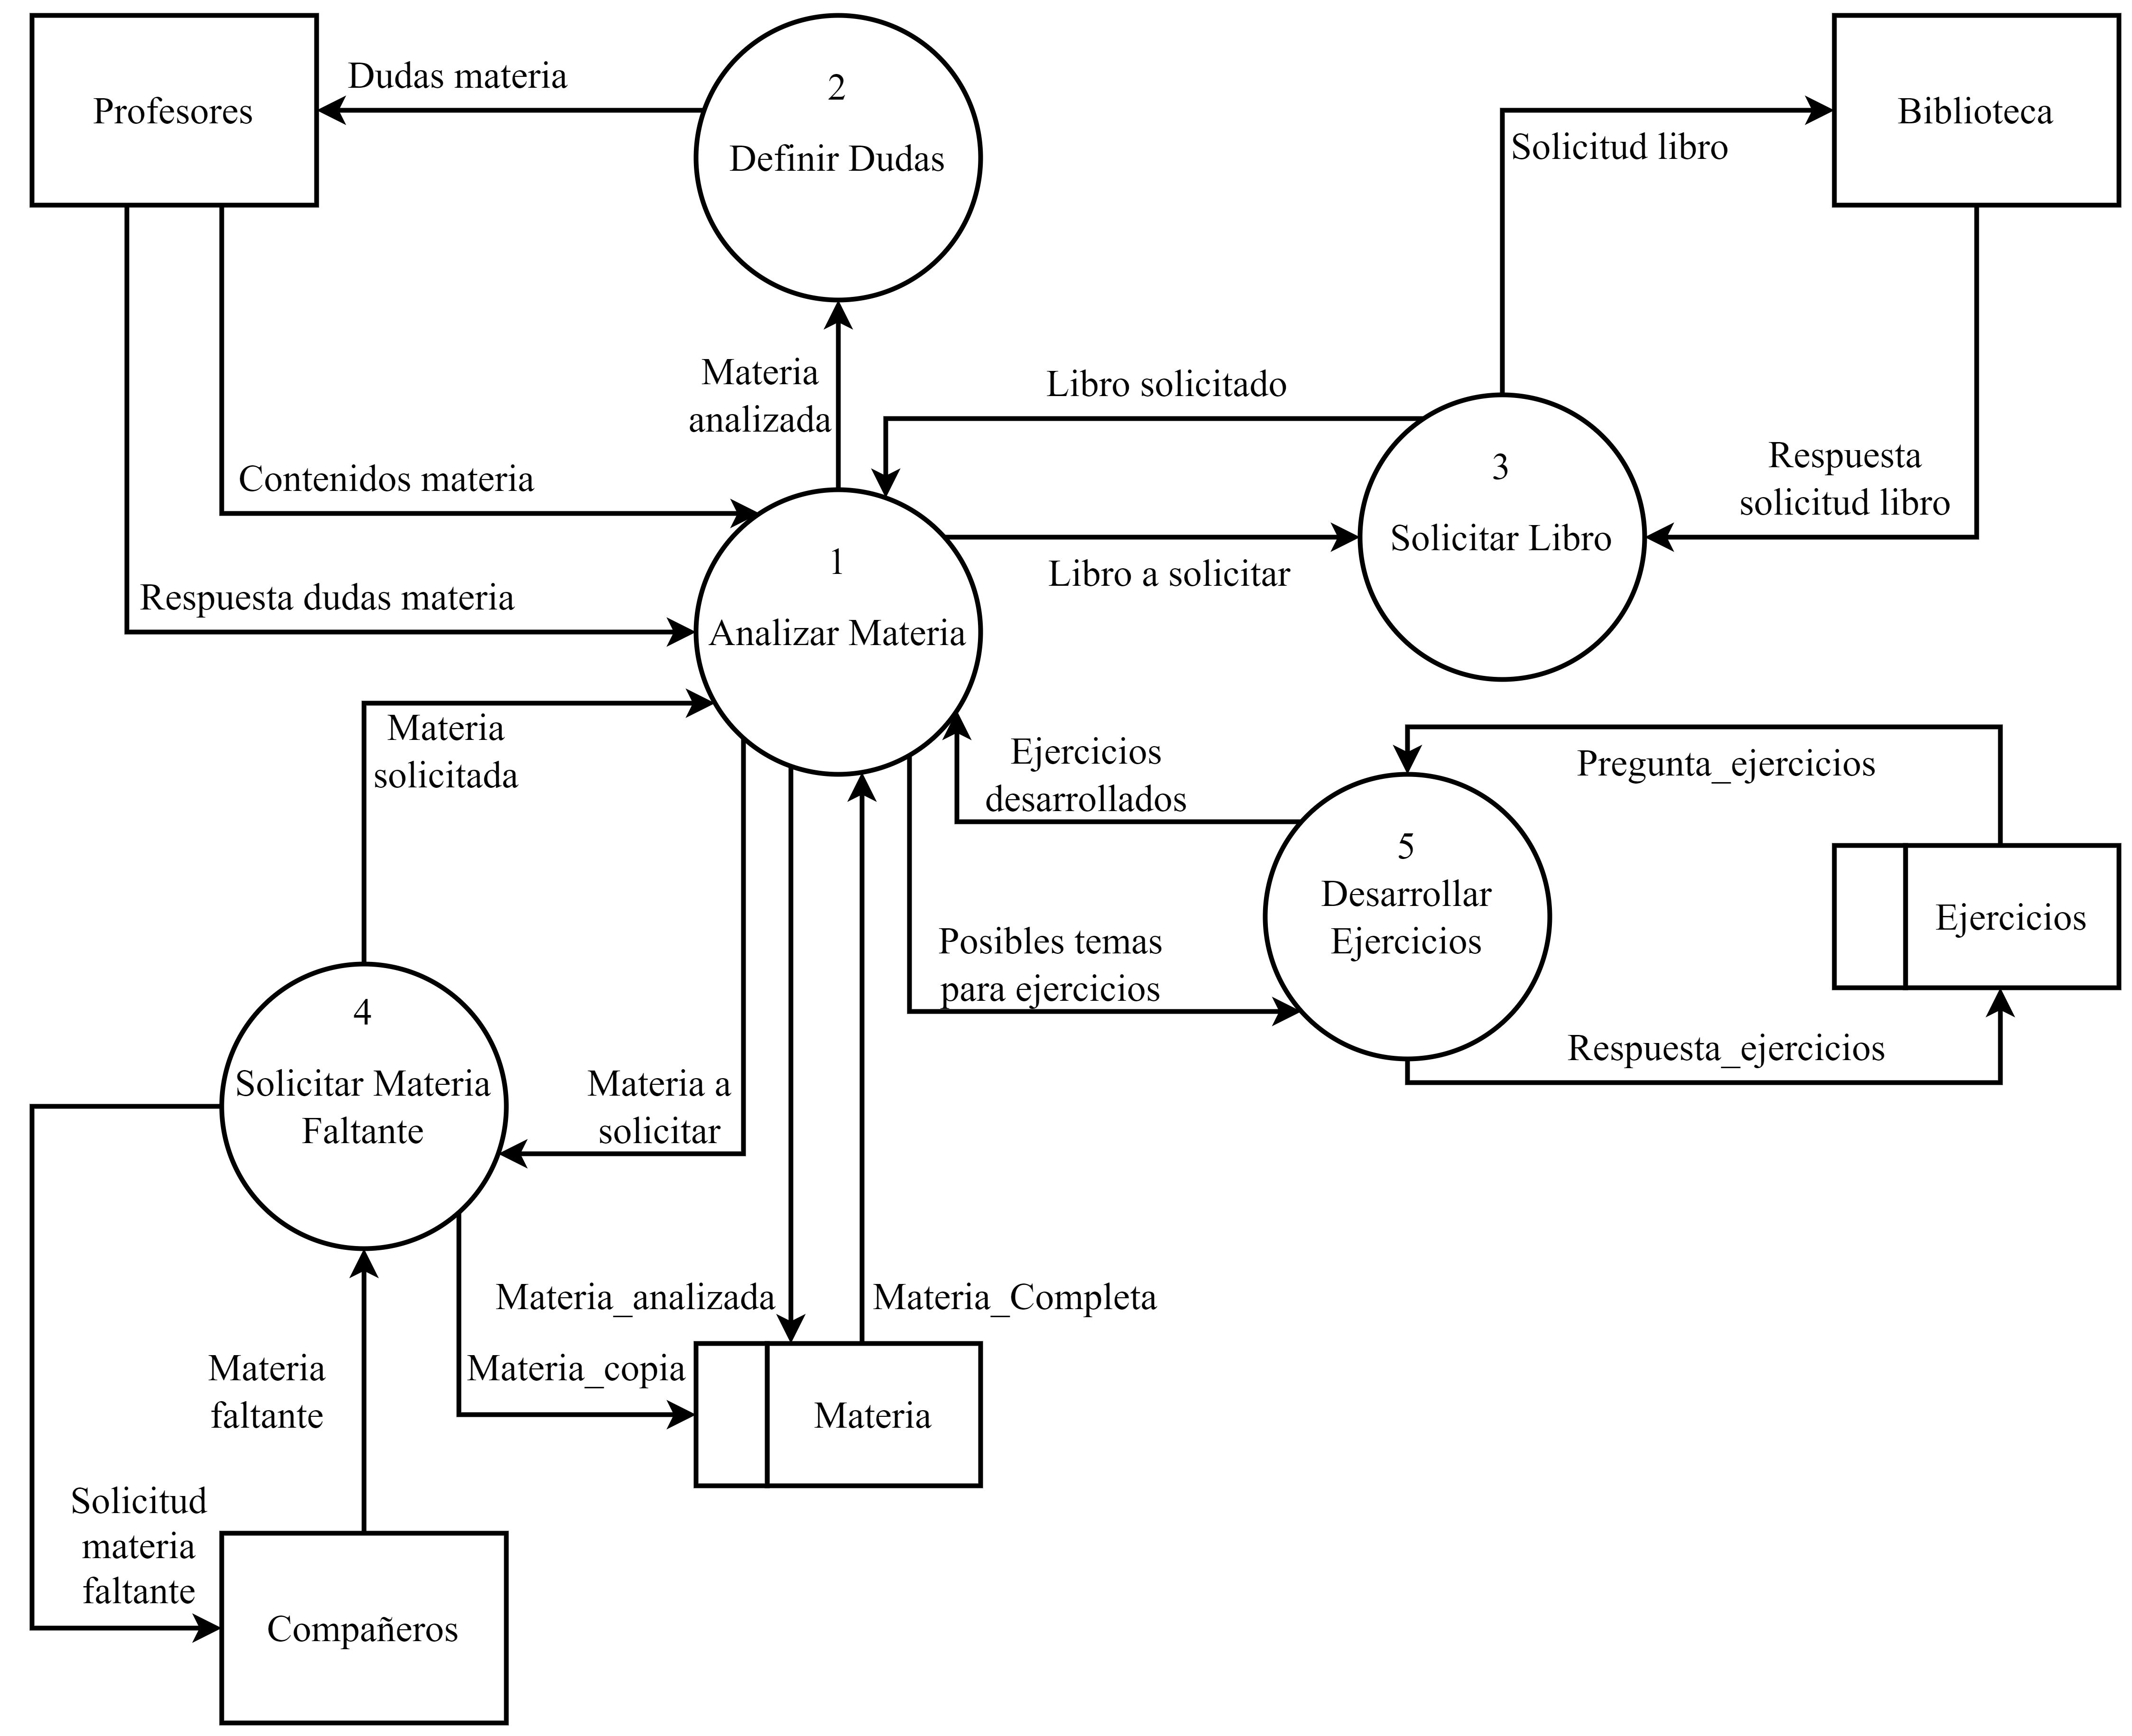 Profesores
Dudas materia
2
Definir Dudas
Biblioteca
Solicitud libro
Materia
analizada
Libro solicitado
3
Solicitar Libro
Respuesta
solicitud libro
Contenidos materia
Libro a solicitar
1
Analizar Materia
Respuesta dudas materia
Materia
solicitada
Ejercicios
desarrollados
Pregunta_ejercicios
5
Desarrollar
Ejercicios
Ejercicios
Posibles temas
para ejercicios
Respuesta_ejercicios
4
Solicitar Materia
Faltante
Materia a
solicitar
Materia_analizada
Materia_Completa
Materia_copia
Materia
Materia
faltante
Solicitud
materia
faltante
Compañeros